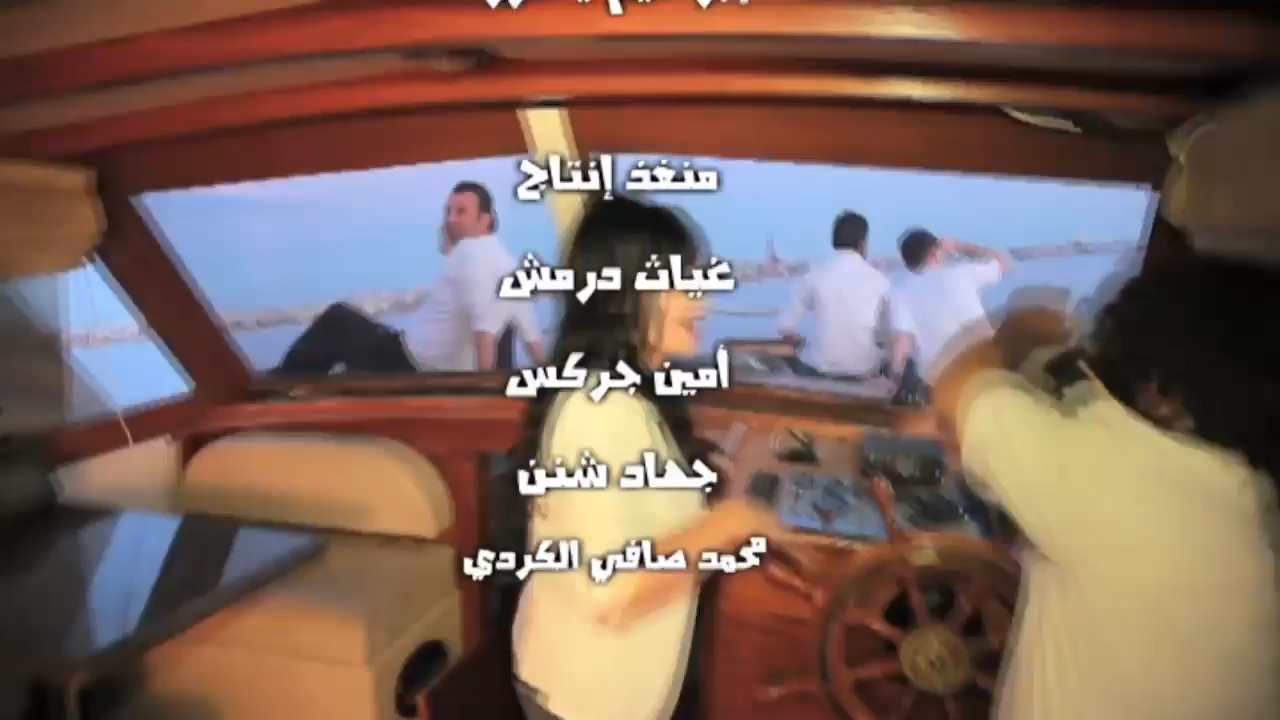 منفذ إنتاج
غياث درمش
أمين جركس
جهاد شنن
محمد صافي الكردي